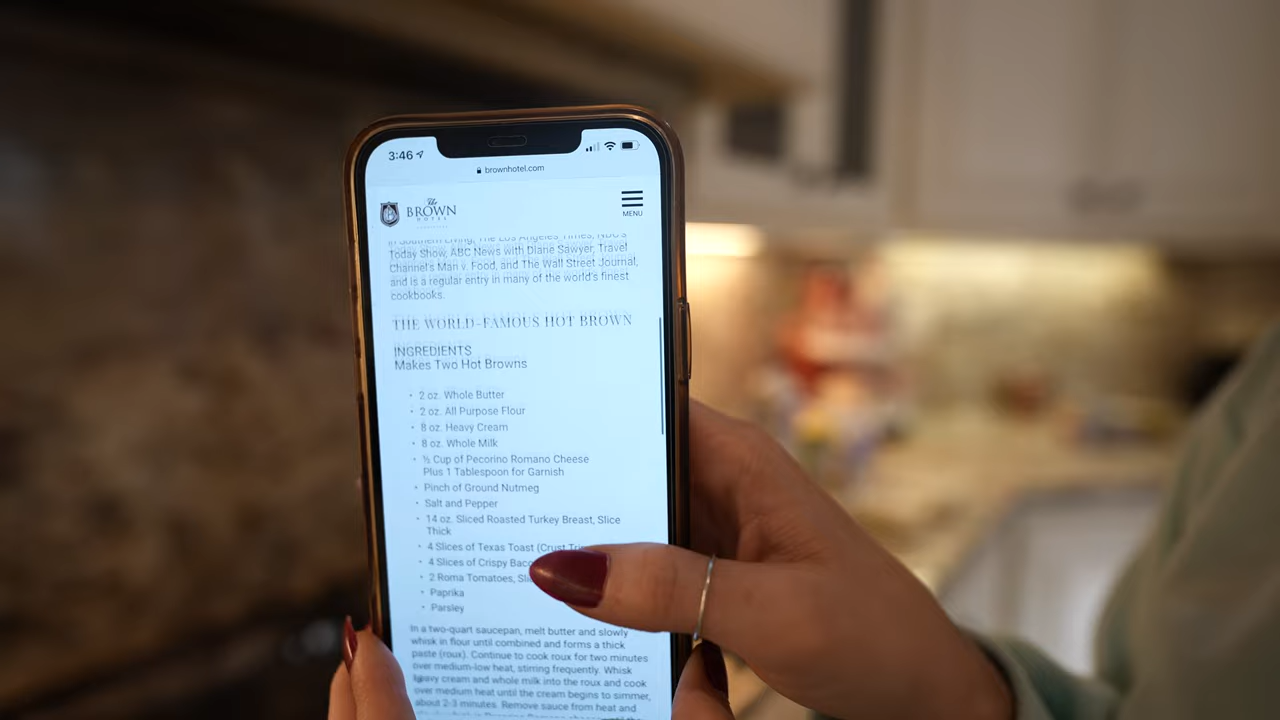 3:46
brownhotel.com
The
BROWN
HOTEL
MENU
in Southern Living, The Los Angeles Times, NBC's
Today Show, ABC News with Diane Sawyer, Travel
Channel's Man v. Food, and The Wall Street Journal,
and is a regular entry in many of the world's finest
cookbooks.
THE WORLD-FAMOUS HOT BROWN
INGREDIENTS
Makes Two Hot Browns
• 2 oz. Whole Butter
• 2 oz. All Purpose Flour
• 8 oz. Heavy Cream
• 8 oz. Whole Milk
• ½ Cup of Pecorino Romano Cheese
Plus 1 Tablespoon for Garnish
• Pinch of Ground Nutmeg
• Salt and Pepper
• 14 oz. Sliced Roasted Turkey Breast, Slice
Thick
• 4 Slices of Texas Toast (Crust
• 4 Slices of Crispy
• 2 Roma Tomatoes,
• Paprika
• Parsley
In a two-quart saucepan, melt butter and slowly
whisk in flour until combined and forms a thick
paste (roux). Continue to cook roux for two minutes
over medium-low heat, stirring frequently. Whisk
heavy cream and whole milk into the roux and cook
over medium heat until the cream begins to simmer,
about 2-3 minutes. Remove sauce from heat and